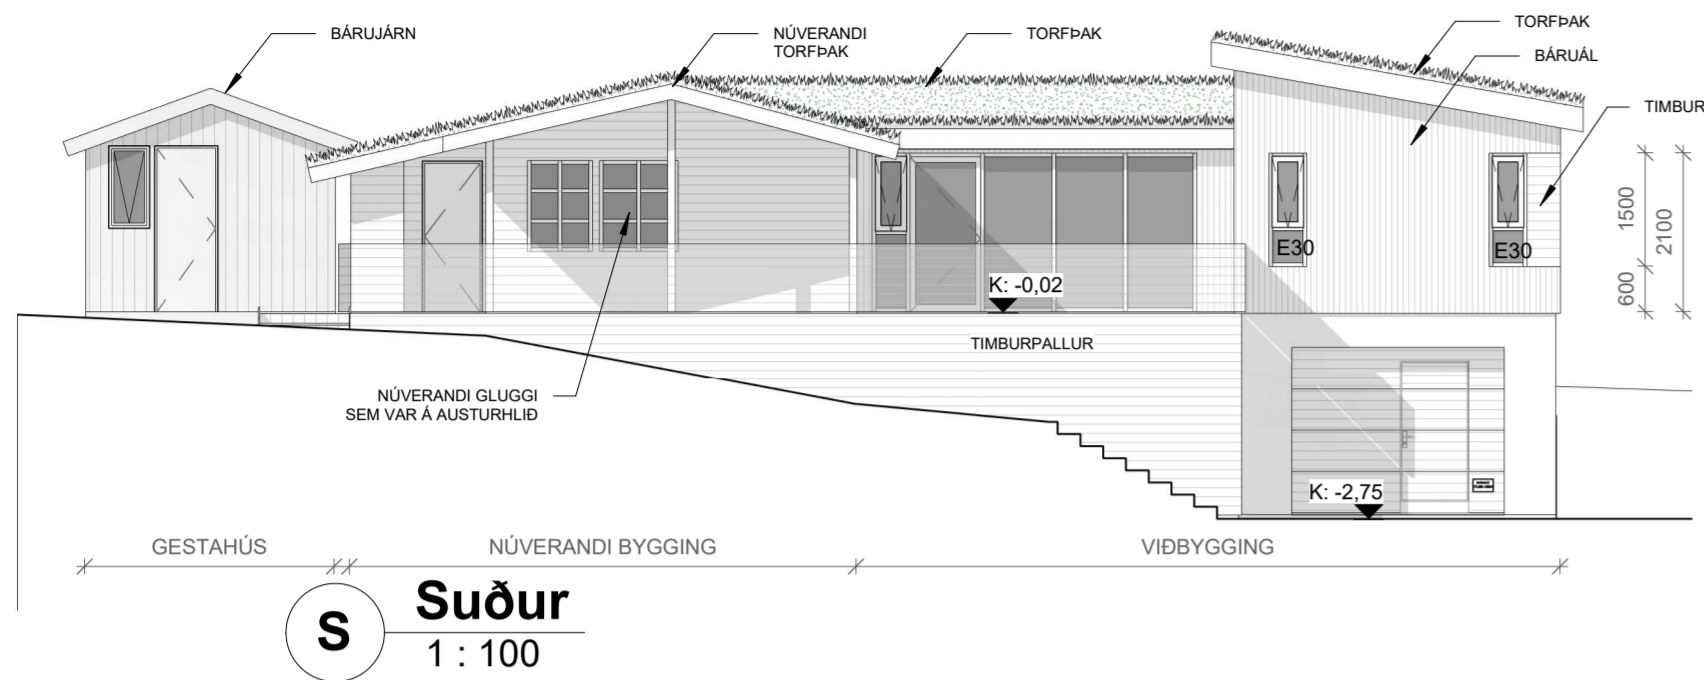 BÁRUJÁRN
NÚVERANDI
TORFÞAK
TORFÞAK
TORFÞAK
BÁRUÁL
TIMBUR
1500
2100
600
E30
E30
K: -0,02
TIMBURPALLUR
NÚVERANDI GLUGGI
SEM VAR Á AUSTURHLIÐ
K: -2,75
GESTAHÚS
NÚVERANDI BYGGING
VIÐBYGGING
S
Suður
1 : 100